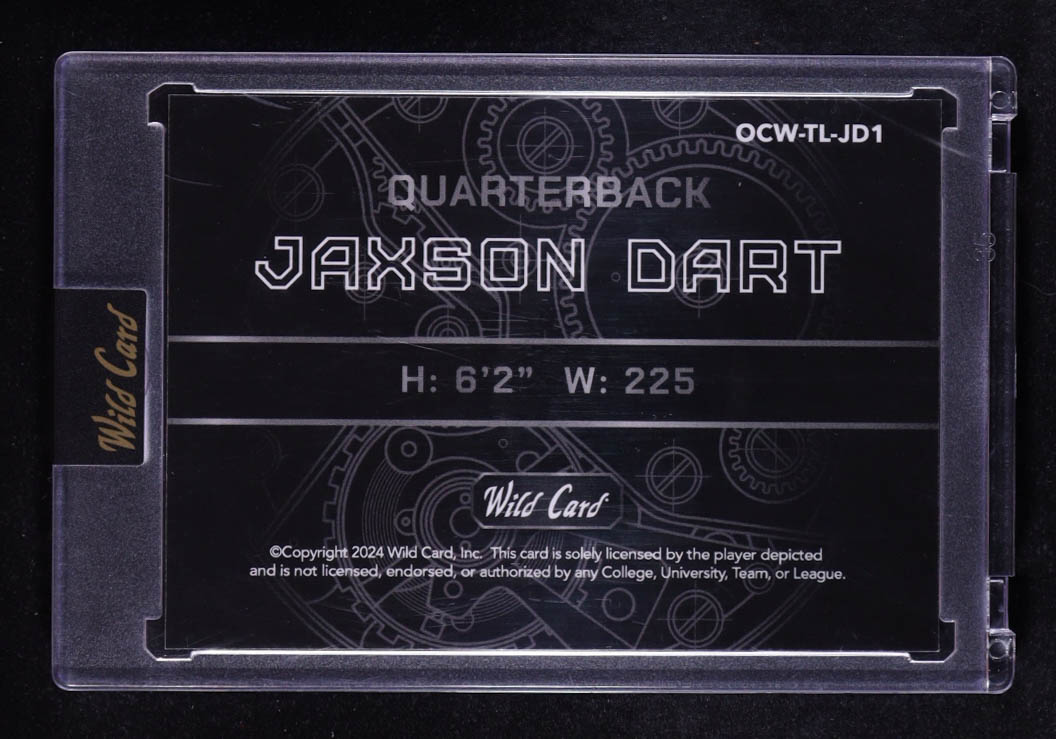 OCW-TL-JD1
QUARTERBACK
JAXSON DART
H: 6'2” W: 225
Wild Card
Wild Card
©Copyright 2024 Wild Card, Inc. This card is solely licensed by the player depicted
and is not licensed, endorsed, or authorized by any College, University, Team, or League.